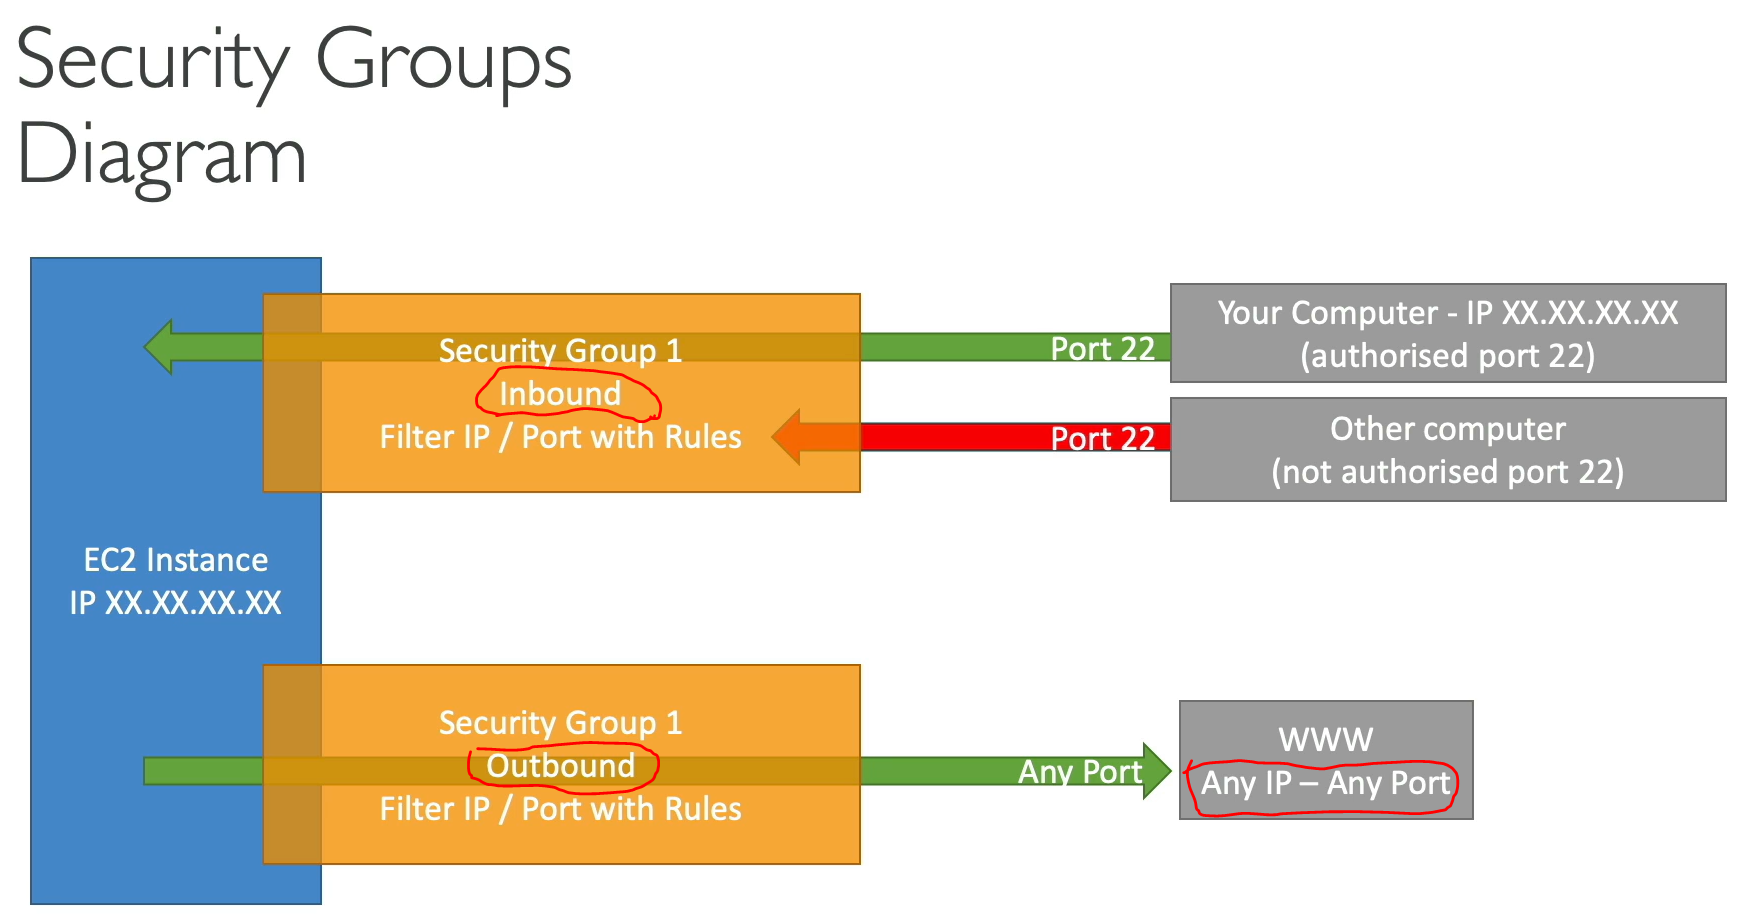 Security Groups
Diagram
Security Group 1
Inbound
Filter IP / Port with Rules
Port 22
Port 22
Your Computer - IP XX.XX.XX.XX
(authorised port 22)
Other computer
(not authorised port 22)
EC2 Instance
IP XX.XX.XX.XX
Security Group 1
Outbound
Filter IP / Port with Rules
Any Port
WWW
Any IP – Any Port